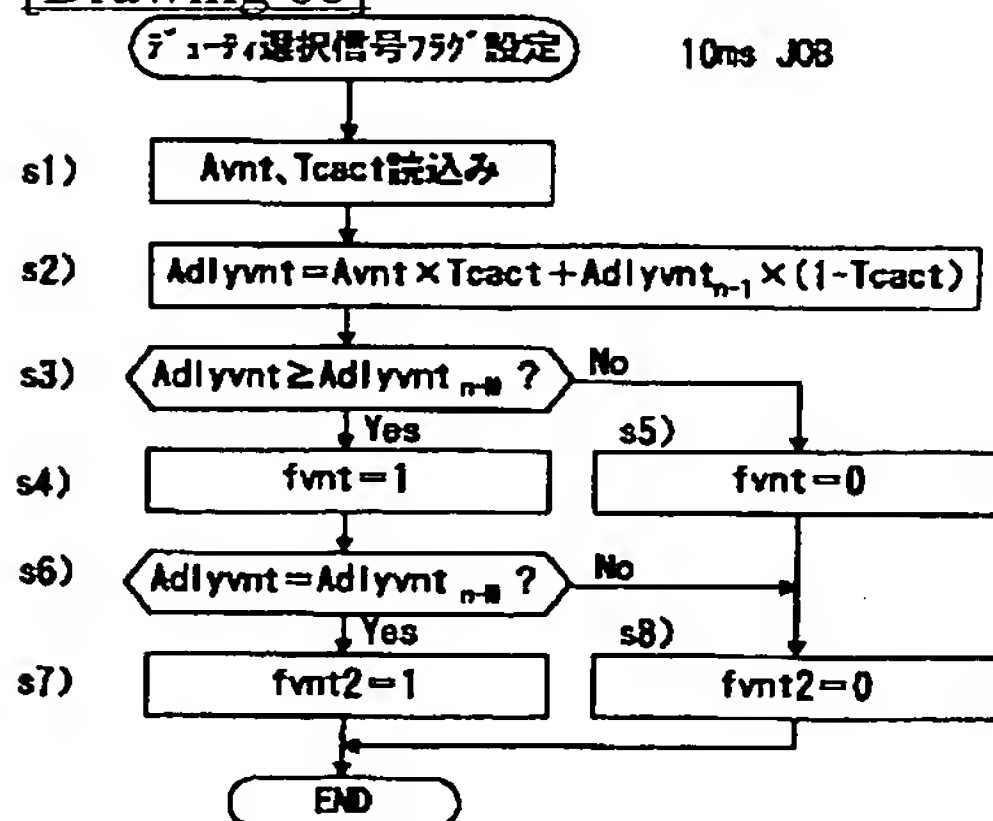 デューティ選択信号フラグ設定
10ms JOB
s1)
Avnt、Tcact読込み
s2)
Adlyvnt=Avnt×Tcact+Adlyvntn-1×(1-Tcact)
s3)
Adlyvnt≥Adlyvnt n-M ?
No
Yes
s5)
s4)
fvnt=1
fvnt=0
s6)
Adlyvnt=Adlyvnt n-M ?
No
Yes
s8)
s7)
fvnt2=1
fvnt2=0
END